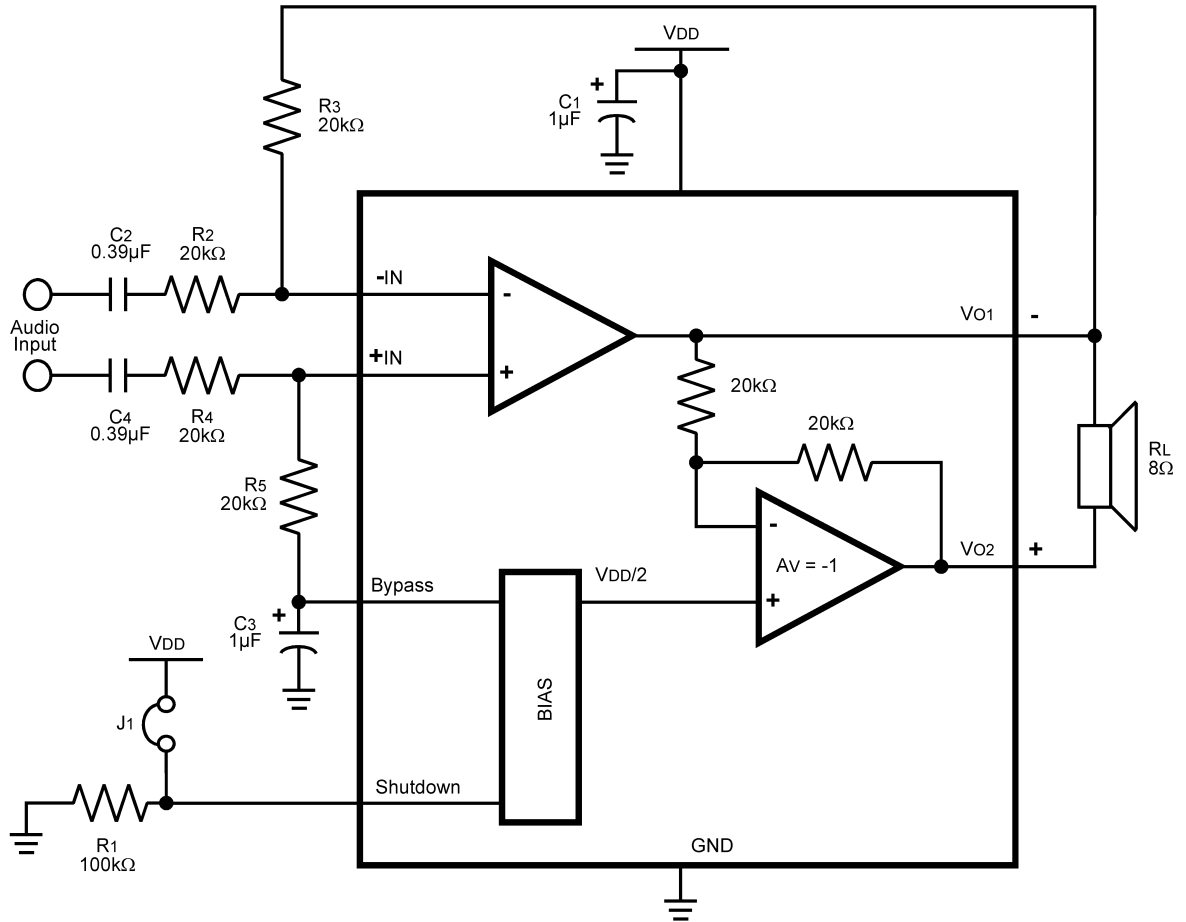 VDD
C1
1µF
+
R3
20kΩ
C2
0.39µF
R2
20kΩ
-IN
-
Audio
Input
+IN
+
C4
0.39µF
R4
20kΩ
VO1
-
20kΩ
20kΩ
RL
8Ω
R5
20kΩ
-
AV = -1
+
VO2
+
Bypass
VDD/2
+
C3
1µF
BIAS
VDD
J1
Shutdown
R1
100kΩ
GND